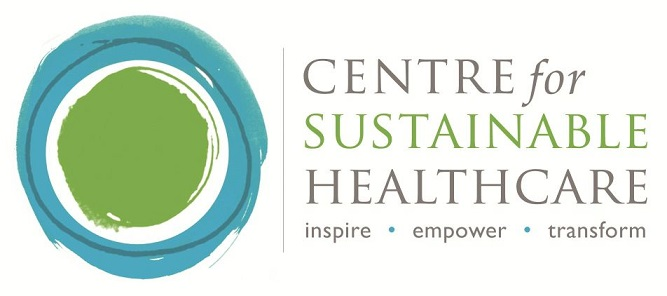 CENTRE for
SUSTAINABLE
HEALTHCARE
inspire • empower • transform